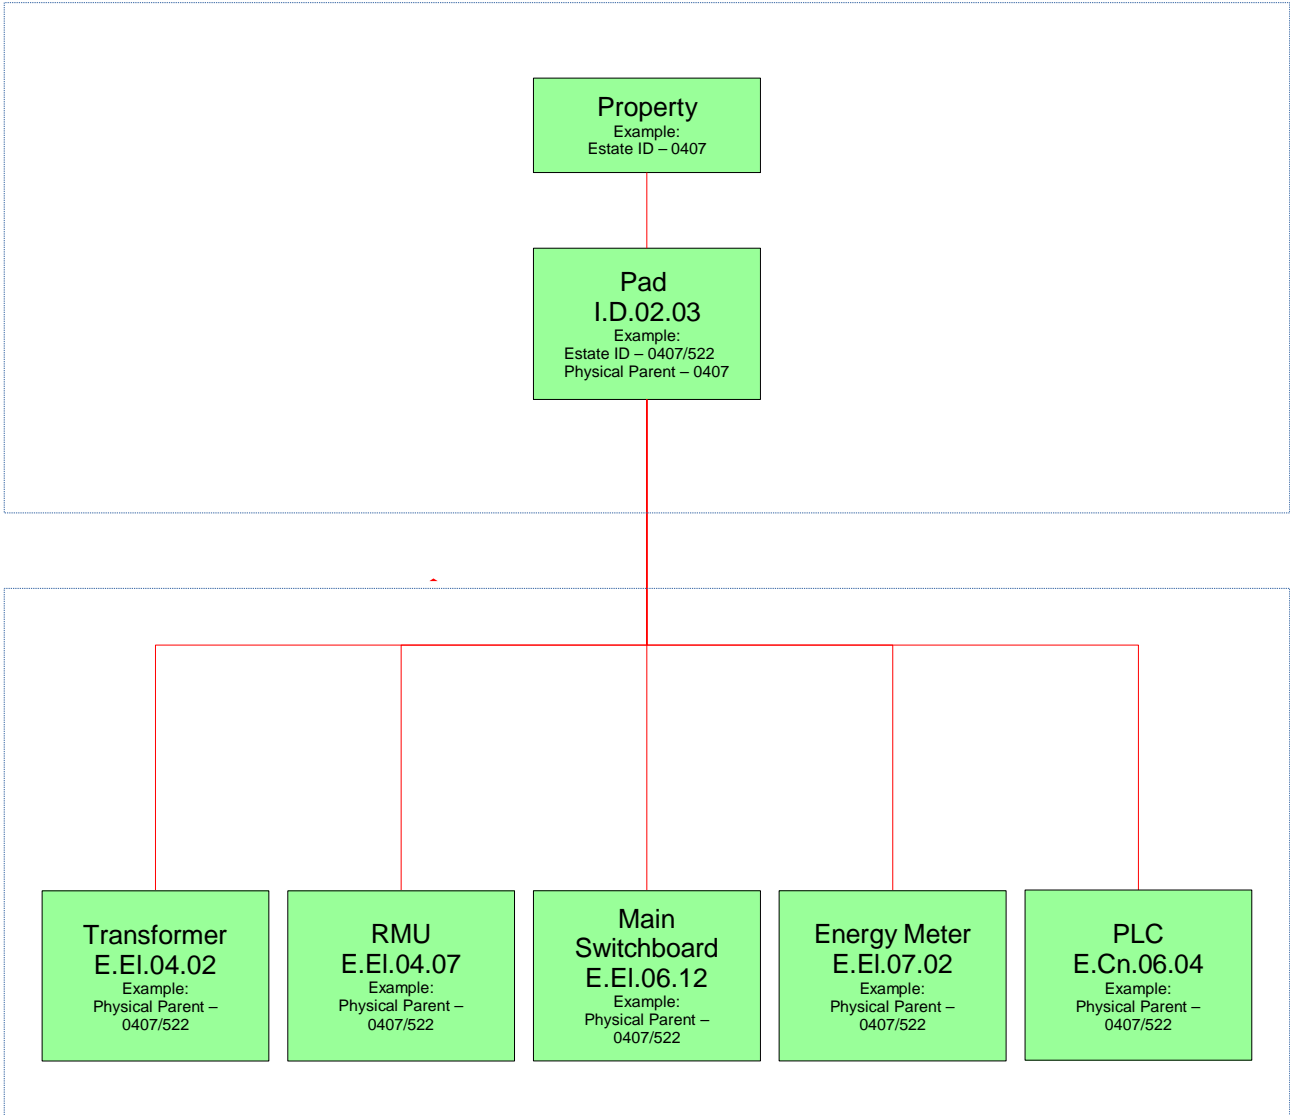 Property
Example:
Estate ID – 0407
Pad
I.D.02.03
Example:
Estate ID – 0407/522
Physical Parent – 0407
Transformer
E.El.04.02
Example:
Physical Parent –
0407/522
RMU
E.El.04.07
Example:
Physical Parent –
0407/522
Main
Switchboard
E.El.06.12
Example:
Physical Parent –
0407/522
Energy Meter
E.El.07.02
Example:
Physical Parent –
0407/522
PLC
E.Cn.06.04
Example:
Physical Parent –
0407/522